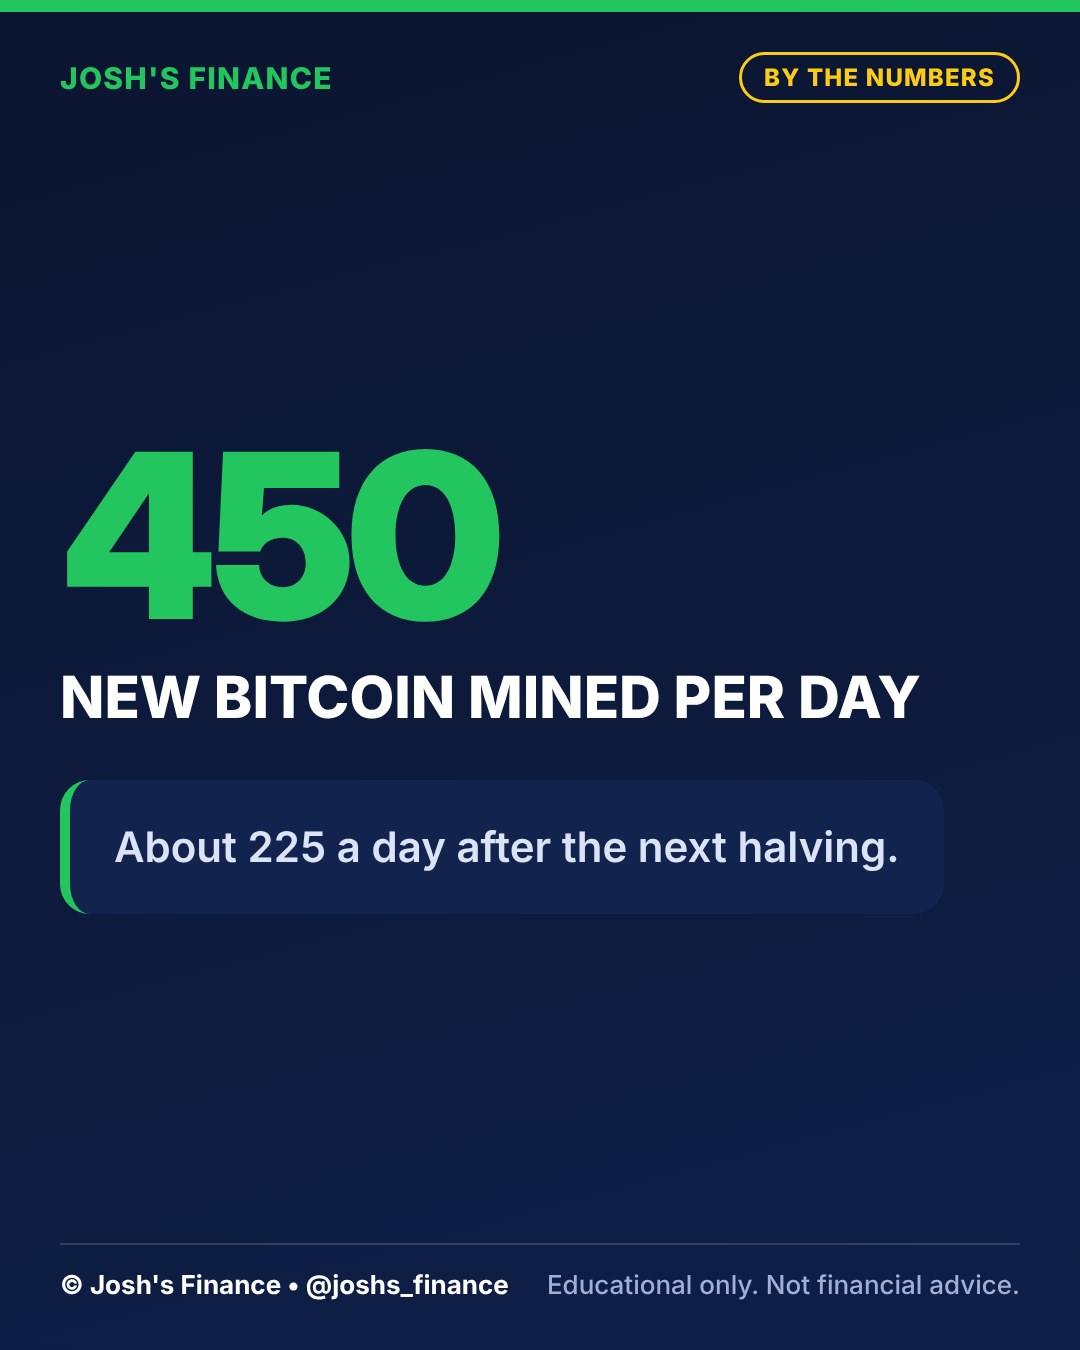 JOSH'S FINANCE
BY THE NUMBERS
450
NEW BITCOIN MINED PER DAY
About 225 a day after the next halving.
© Josh's Finance • @joshs_finance
Educational only. Not financial advice.